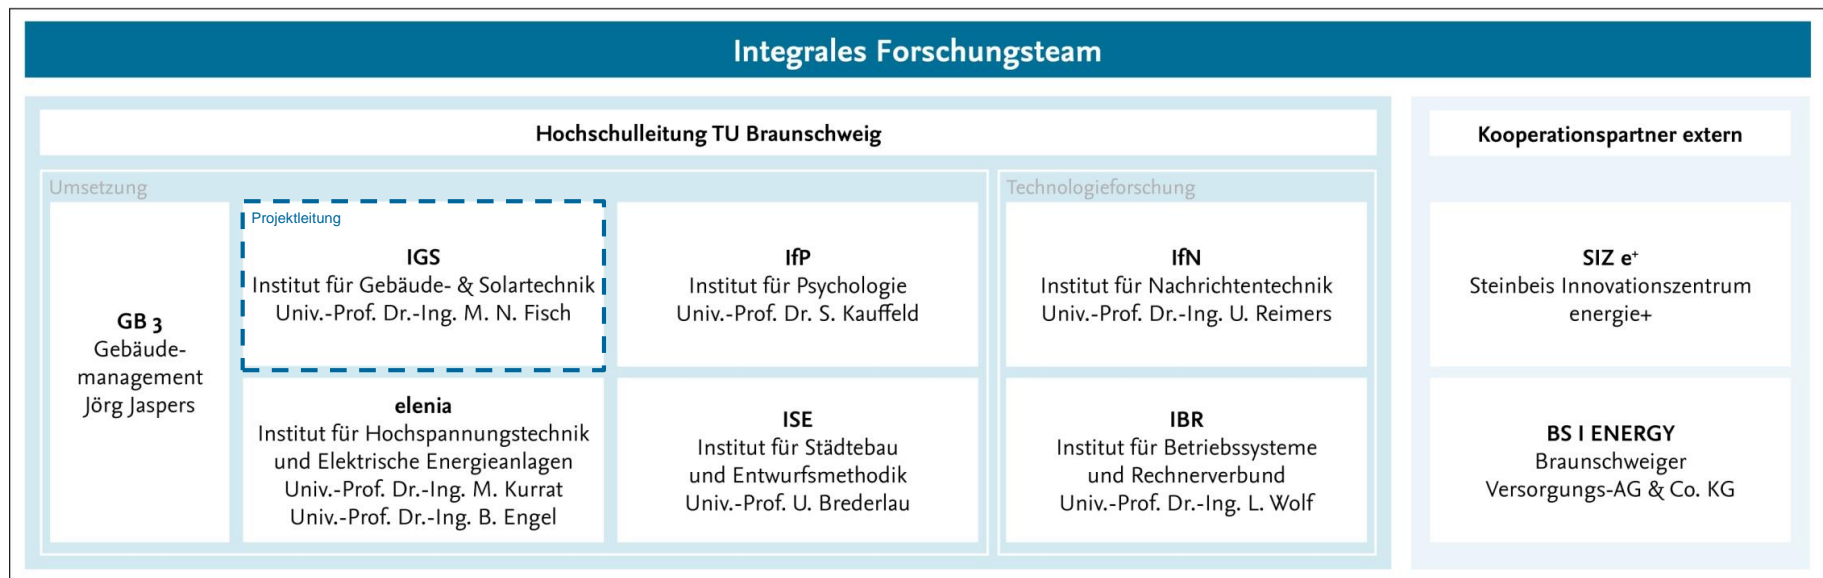 Integrales Forschungsteam
Hochschulleitung TU Braunschweig
Umsetzung
GB 3
Gebäude-
management
Jörg Jaspers
Projektleitung
IGS
Institut für Gebäude- & Solartechnik
Univ.-Prof. Dr.-Ing. M. N. Fisch
IfP
Institut für Psychologie
Univ.-Prof. Dr. S. Kauffeld
elenia
Institut für Hochspannungstechnik
und Elektrische Energieanlagen
Univ.-Prof. Dr.-Ing. M. Kurrat
Univ.-Prof. Dr.-Ing. B. Engel
ISE
Institut für Städtebau
und Entwurfsmethodik
Univ.-Prof. U. Brederlau
Technologieforschung
IfN
Institut für Nachrichtentechnik
Univ.-Prof. Dr.-Ing. U. Reimers
IBR
Institut für Betriebssysteme
und Rechnerverbund
Univ.-Prof. Dr.-Ing. L. Wolf
Kooperationspartner extern
SIZ e⁺
Steinbeis Innovationszentrum
energie+
BS I ENERGY
Braunschweiger
Versorgungs-AG & Co. KG